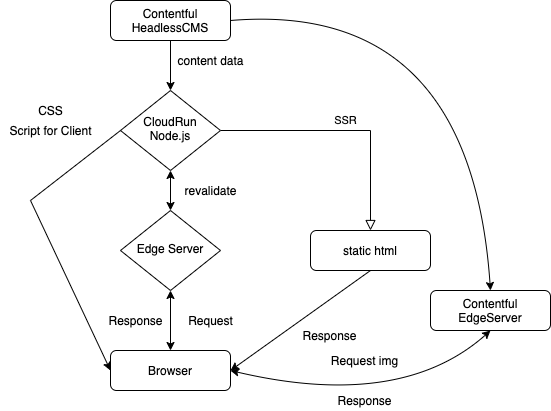 Contentful
HeadlessCMS
content data
CSS
Script for Client
CloudRun
Node.js
SSR
revalidate
Edge Server
static html
Contentful
EdgeServer
Response
Request
Response
Request img
Browser
Response